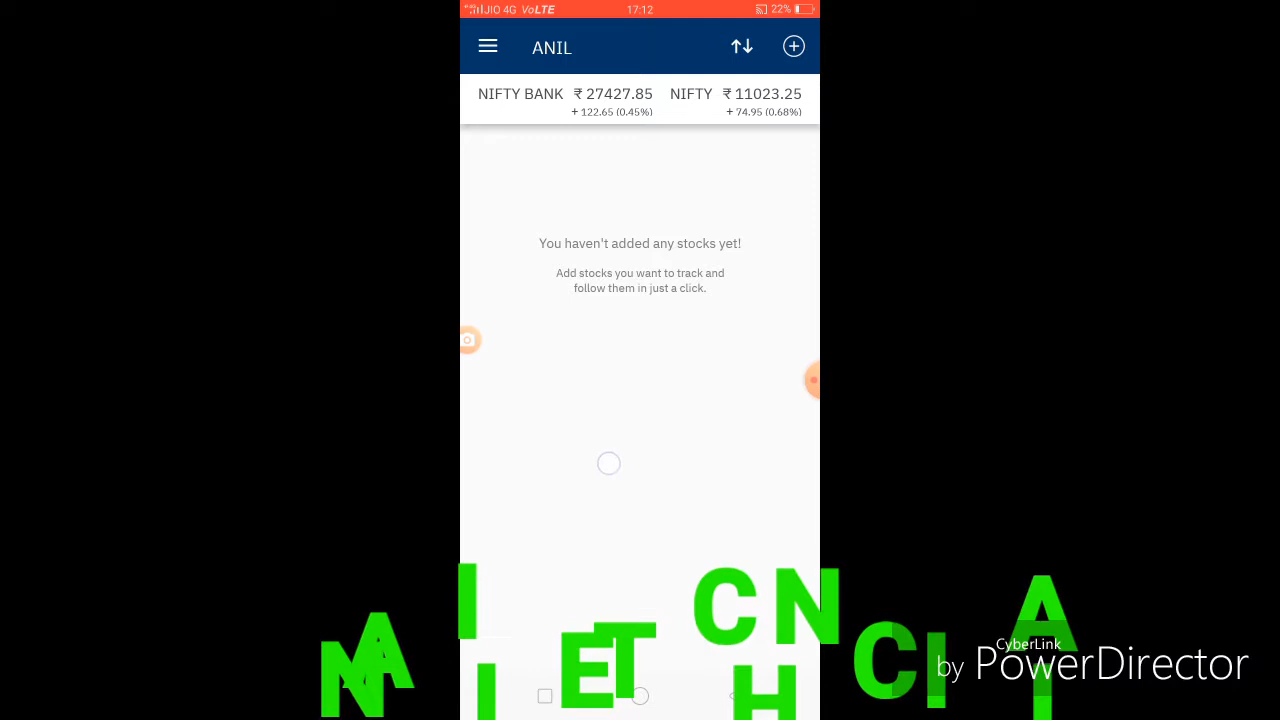 JIO 4G VoLTE 17:12 22%
ANIL
NIFTY BANK ₹ 27427.85 NIFTY ₹ 11023.25
+ 122.65 (0.45%) + 74.95 (0.68%)
You haven't added any stocks yet!
Add stocks you want to track and
follow them in just a click.
I C N A
N A E T C I
I H I
CyberLink
by PowerDirector